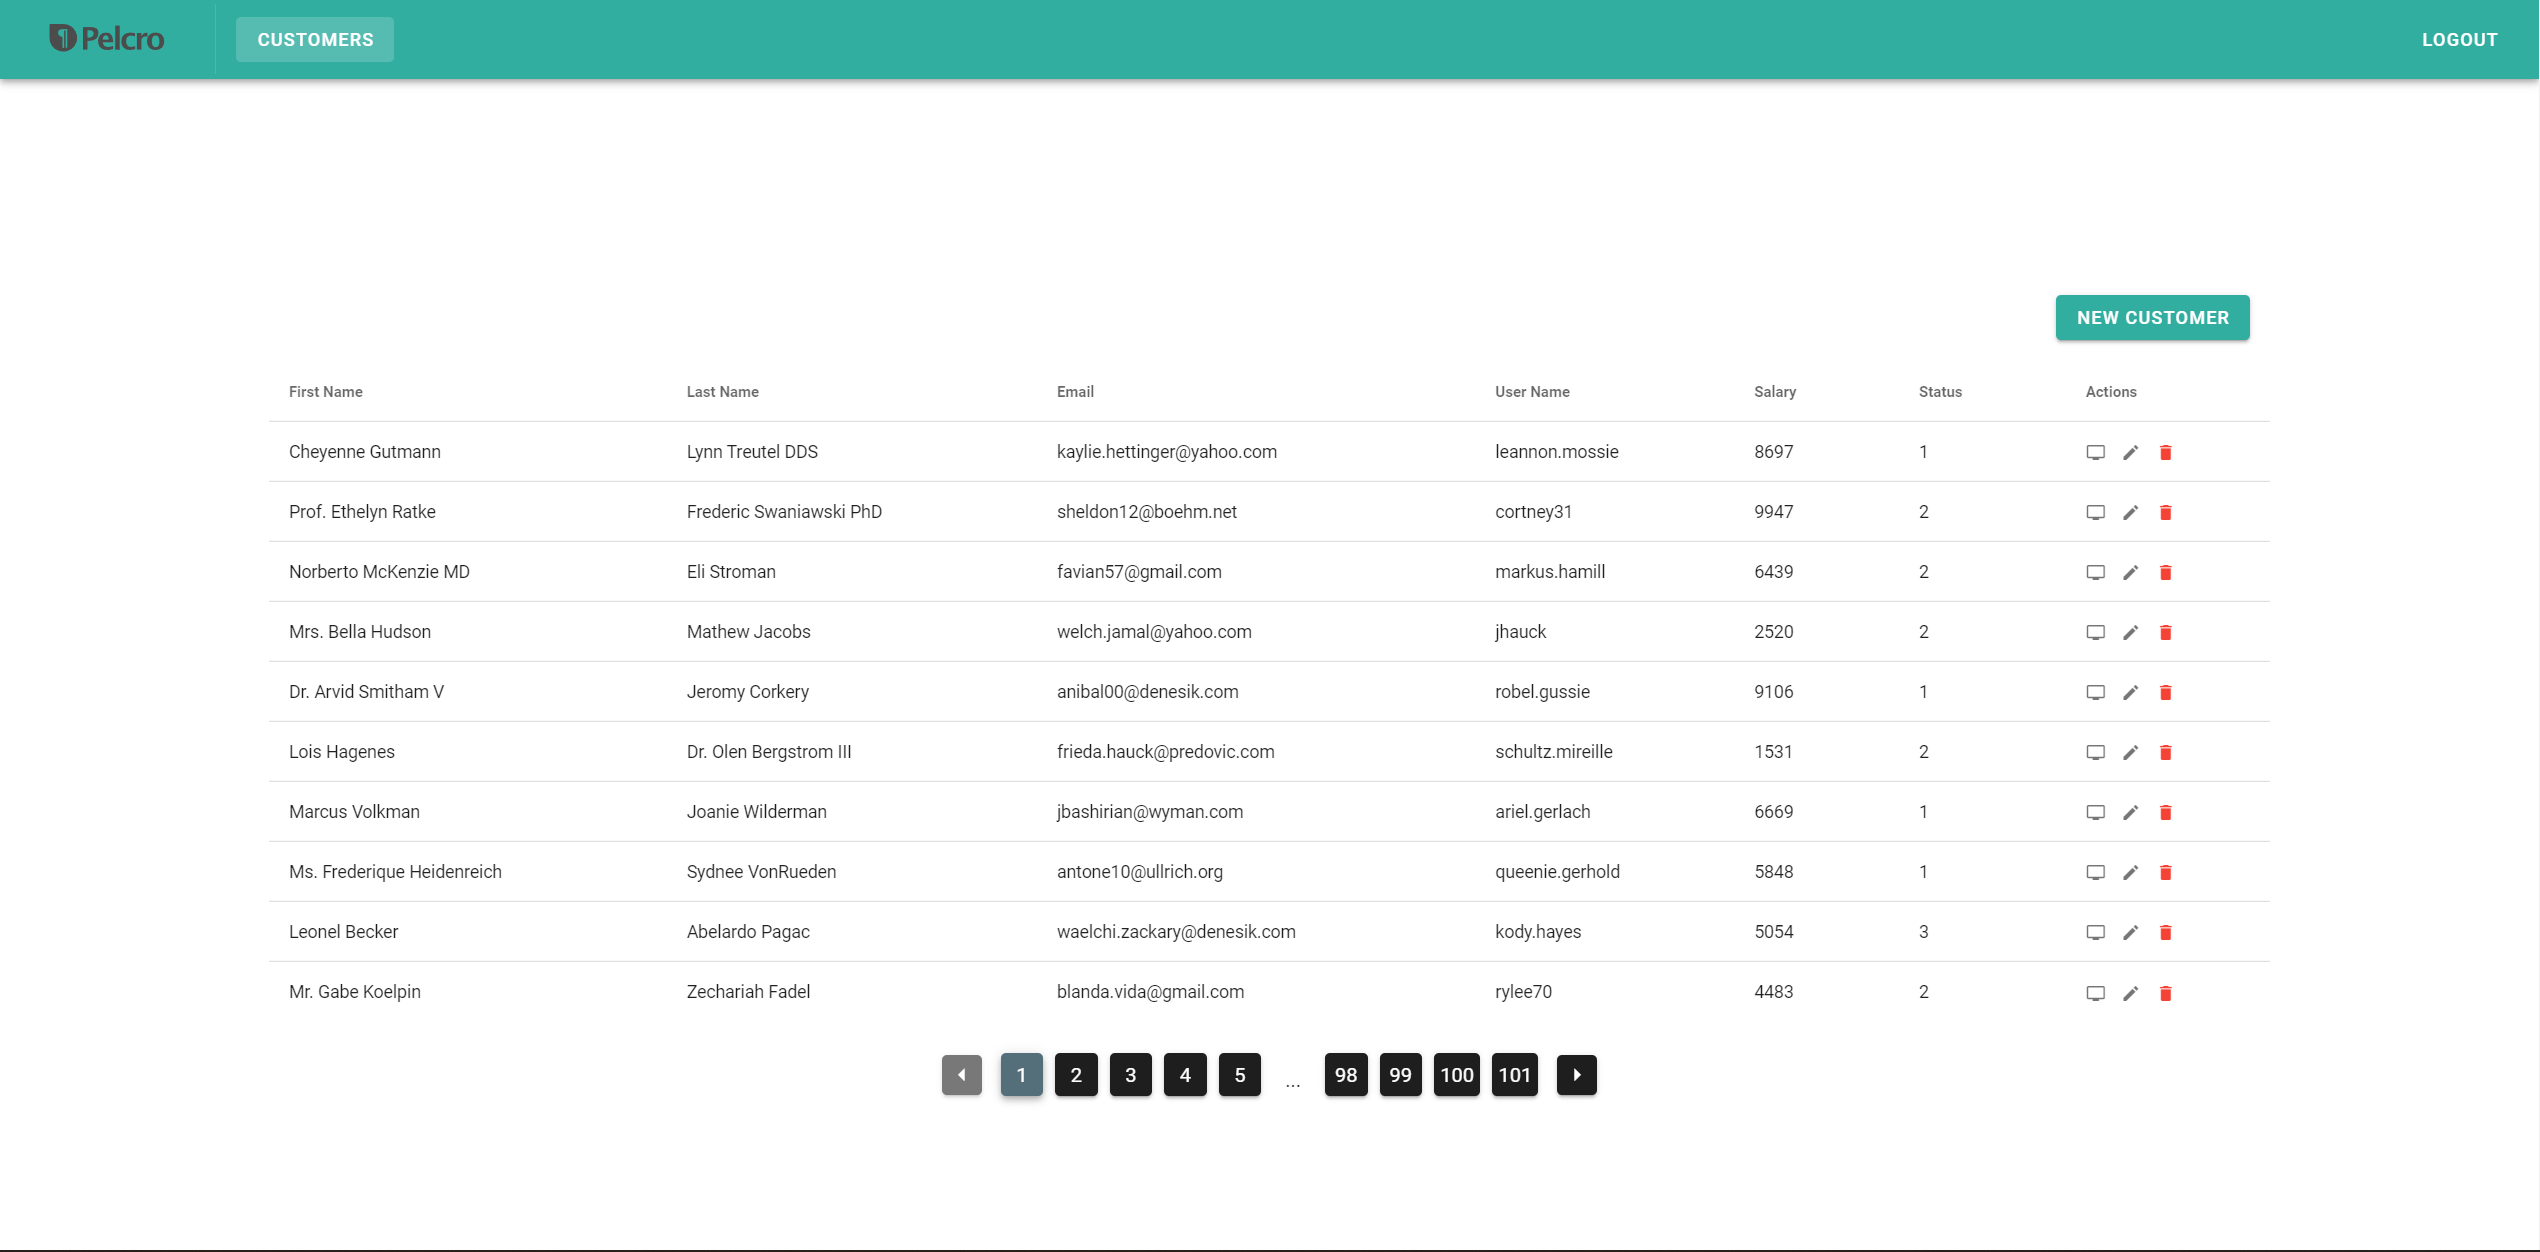 Pelcro CUSTOMERS LOGOUT
NEW CUSTOMER
First Name Last Name Email User Name Salary Status Actions
Cheyenne Gutmann Lynn Treutel DDS kaylie.hettinger@yahoo.com leannon.mossie 8697 1
Prof. Ethelyn Ratke Frederic Swaniawski PhD sheldon12@boehm.net cortney31 9947 2
Norberto McKenzie MD Eli Stroman favian57@gmail.com markus.hamill 6439 2
Mrs. Bella Hudson Mathew Jacobs welch.jamal@yahoo.com jhauck 2520 2
Dr. Arvid Smitham V Jeromy Corkery anibal00@denesik.com robel.gussie 9106 1
Lois Hagenes Dr. Olen Bergstrom III frieda.hauck@predovic.com schultz.mireille 1531 2
Marcus Volkman Joanie Wilderman jbashirian@wyman.com ariel.gerlach 6669 1
Ms. Frederique Heidenreich Sydnee VonRueden antone10@ullrich.org queenie.gerhold 5848 1
Leonel Becker Abelardo Pagac waelchi.zackary@denesik.com kody.hayes 5054 3
Mr. Gabe Koelpin Zechariah Fadel blanda.vida@gmail.com rylee70 4483 2
1 2 3 4 5 ... 98 99 100 101